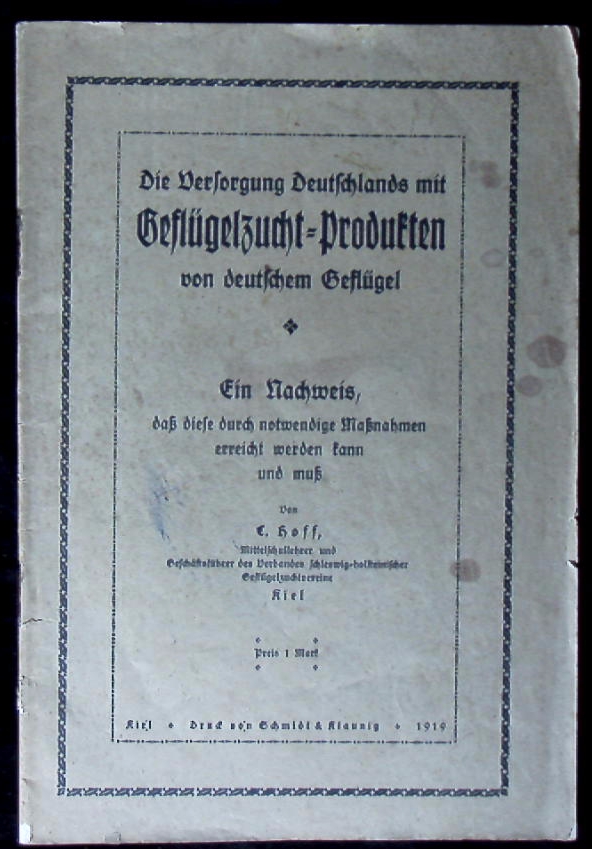 Die Versorgung Deutschlands mit
Geflügelzucht-Produkten
von deutschem Geflügel
Ein Nachweis,
daß diese durch notwendige Maßnahmen
erreicht werden kann
und muß
Von
C. Hoff,
Mittelschullehrer und
Geschäftsführer des Verbandes schleswig-holsteinischer
Geflügelzuchtvereine
Kiel
Preis 1 Mark
Kiel Druck von Schmidt & Klaunig 1919